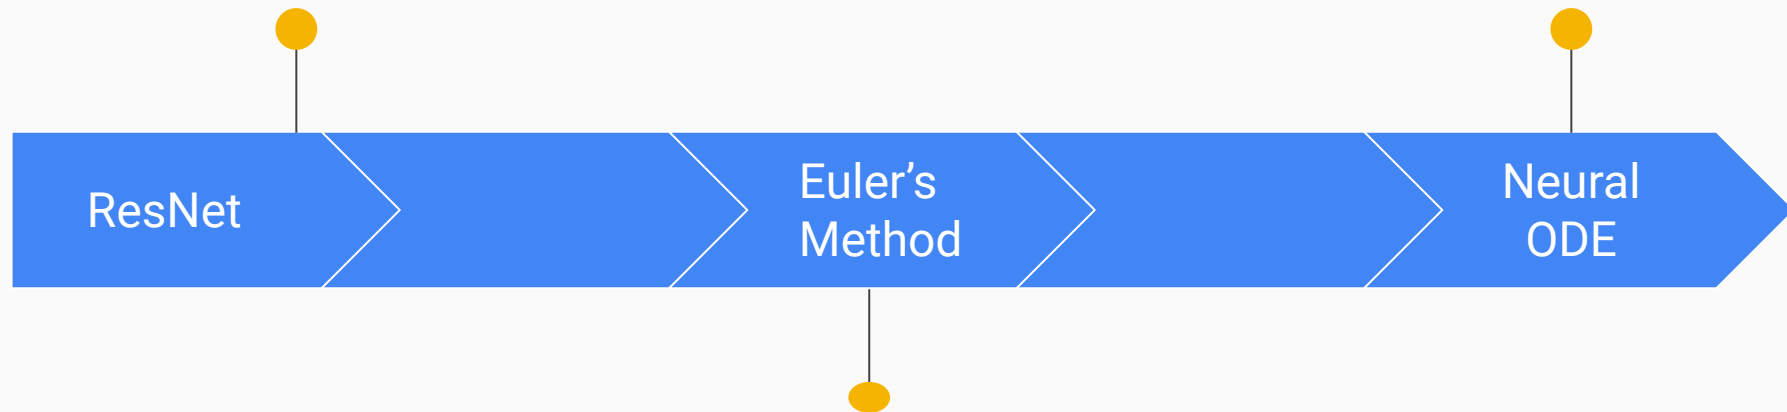 ResNet
Euler’s
Method
Neural
ODE